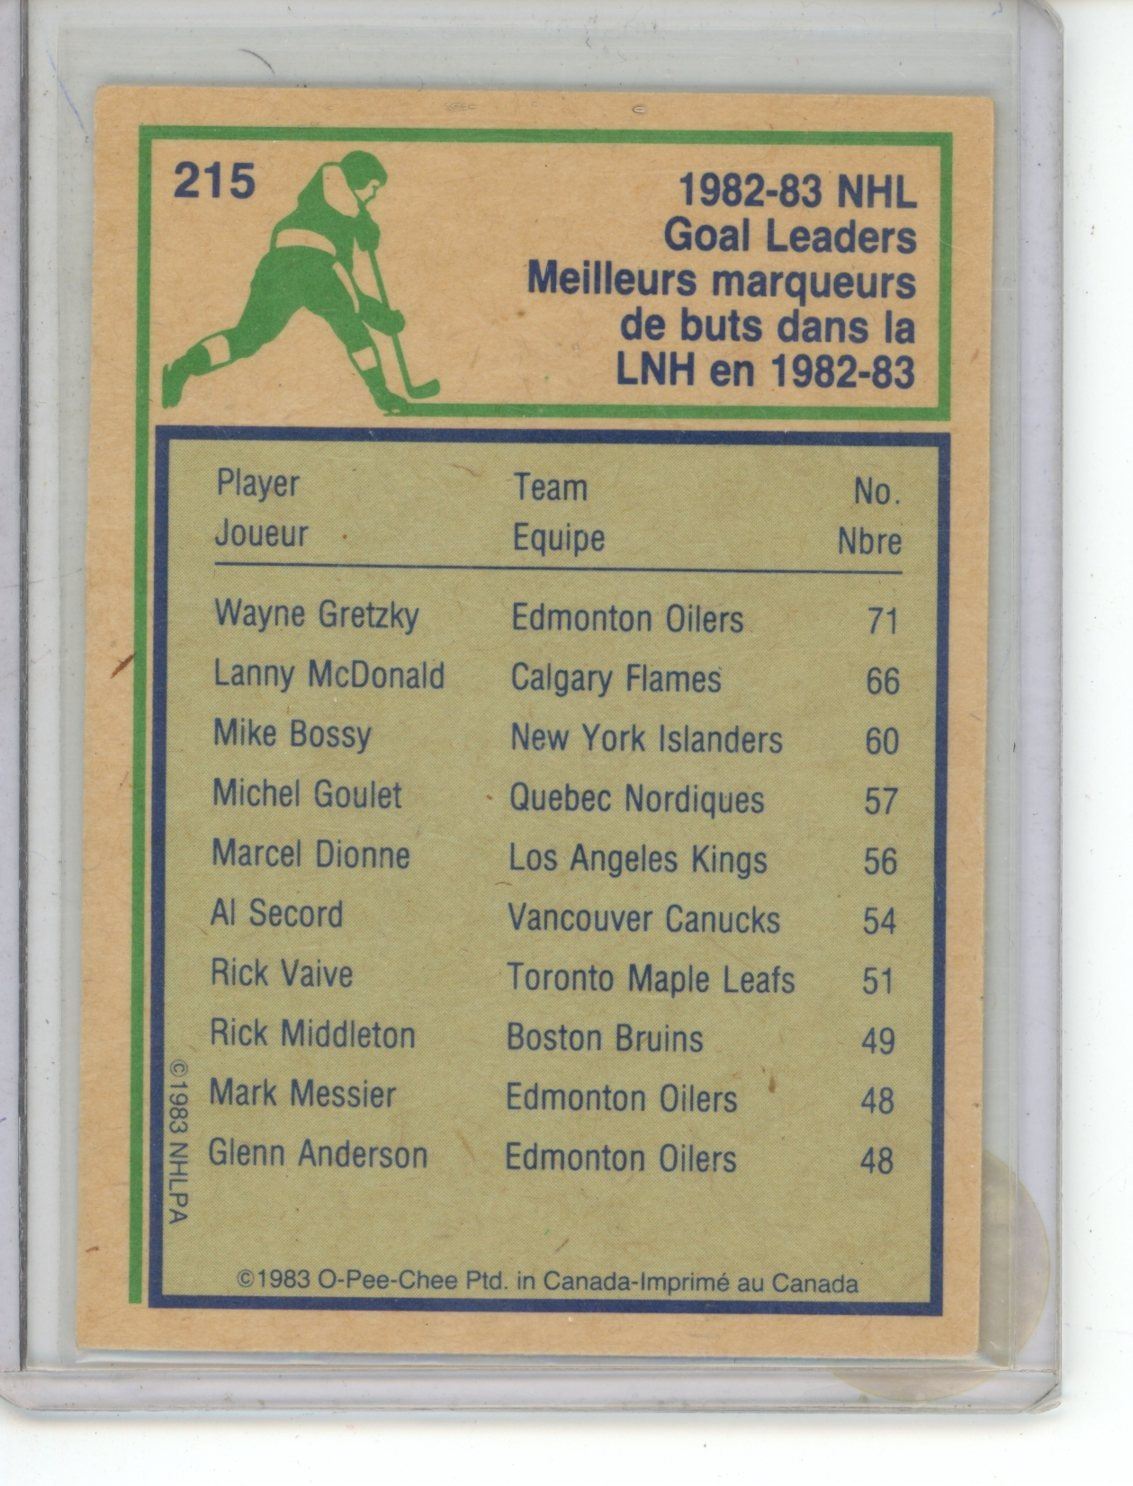 215
1982-83 NHL
Goal Leaders
Meilleurs marqueurs
de buts dans la
LNH en 1982-83
Player Team No.
Joueur Equipe Nbre
Wayne Gretzky Edmonton Oilers 71
Lanny McDonald Calgary Flames 66
Mike Bossy New York Islanders 60
Michel Goulet Quebec Nordiques 57
Marcel Dionne Los Angeles Kings 56
Al Secord Vancouver Canucks 54
Rick Vaive Toronto Maple Leafs 51
Rick Middleton Boston Bruins 49
Mark Messier Edmonton Oilers 48
Glenn Anderson Edmonton Oilers 48
©1983 NHLPA
©1983 O-Pee-Chee Ptd. in Canada-Imprimé au Canada